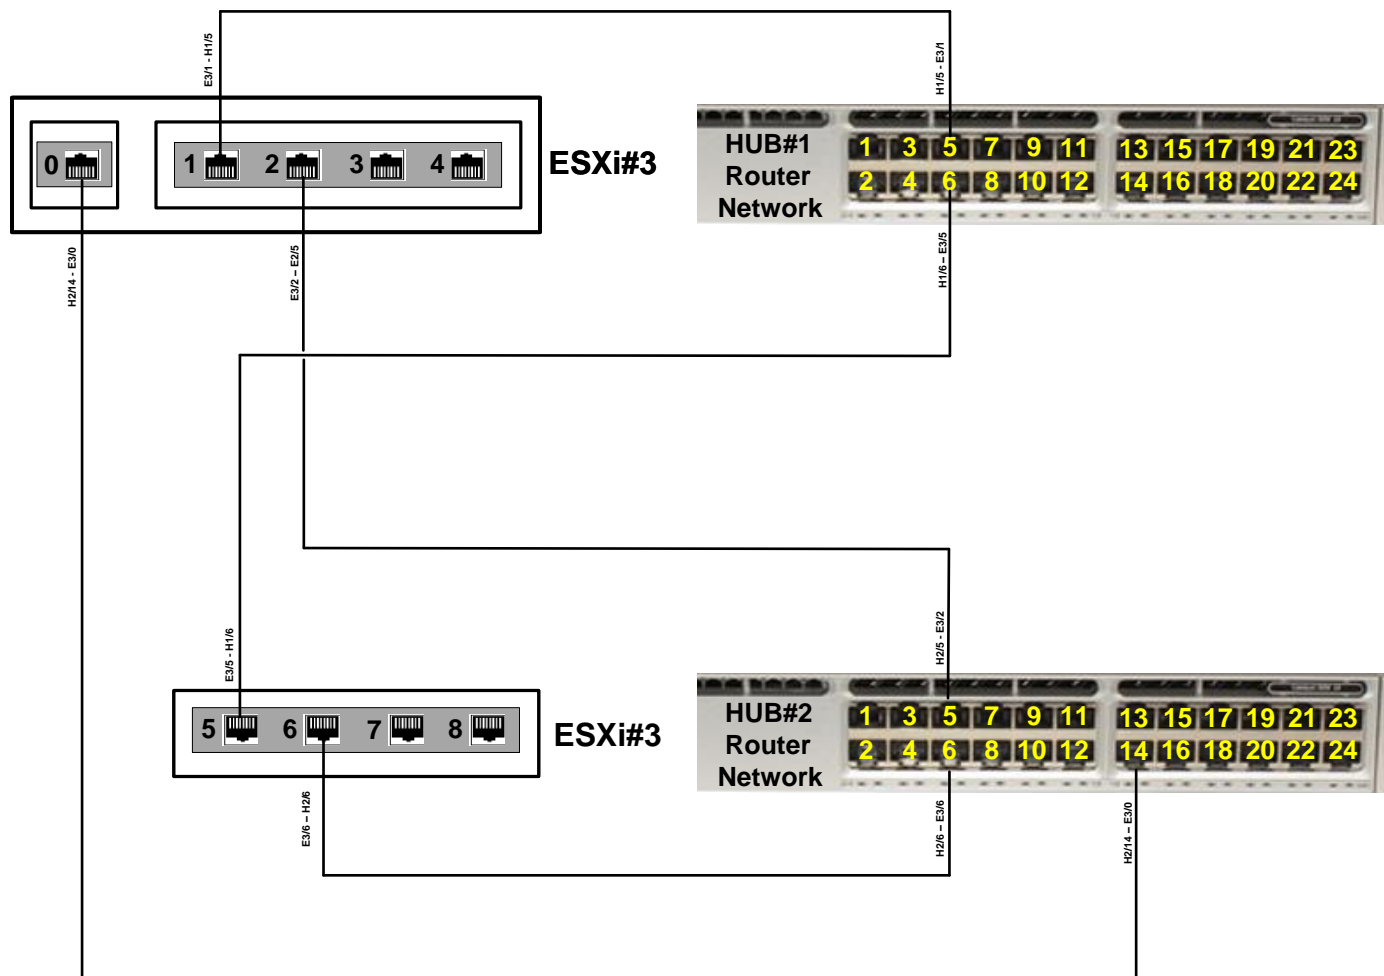 E3/1 - H1/5
H1/5 - E3/1
0
1
2
3
4
ESXi#3
HUB#1
Router
Network
1 3 5 7 9 11 13 15 17 19 21 23
2 4 6 8 10 12 14 16 18 20 22 24
H2/14 - E3/0
E3/2 – E2/5
H1/6 – E3/5
E3/5 - H1/6
H2/5 - E3/2
5
6
7
8
ESXi#3
HUB#2
Router
Network
1 3 5 7 9 11 13 15 17 19 21 23
2 4 6 8 10 12 14 16 18 20 22 24
E3/6 – H2/6
H2/6 – E3/6
H2/14 – E3/0